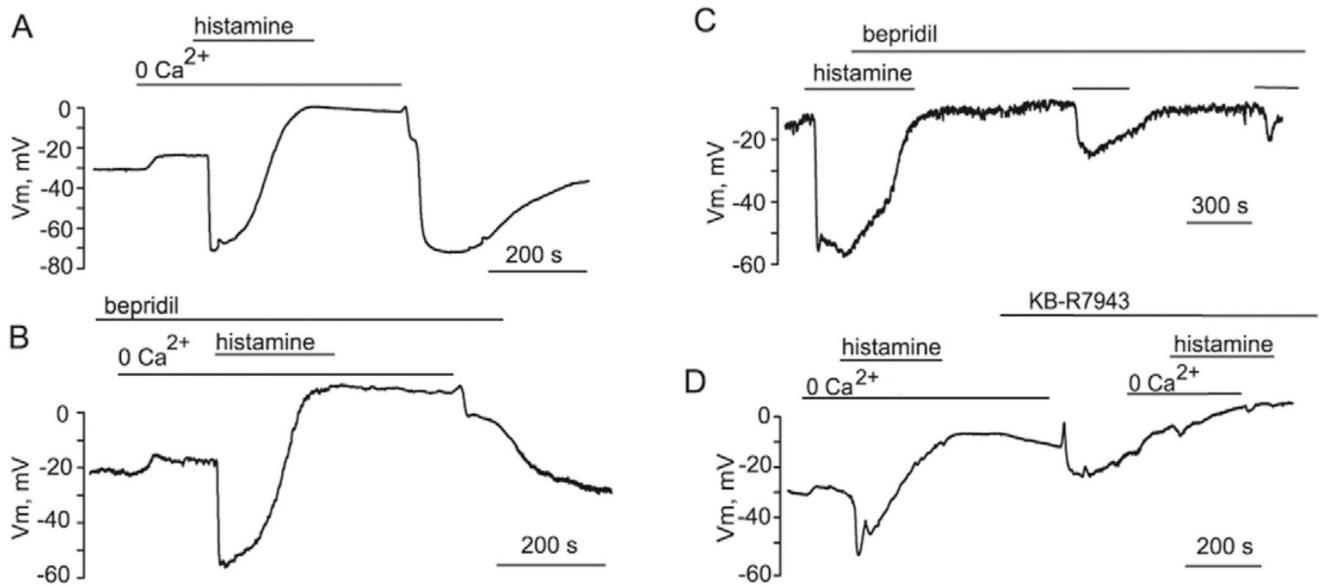 A
histamine
0 Ca2+
0
-20
-40
-60
-80
Vm, mV
200 s
B
bepridil
0 Ca2+
histamine
0
-20
-40
-60
Vm, mV
200 s
C
bepridil
histamine
-20
-40
-60
Vm, mV
300 s
D
KB-R7943
histamine
histamine
0 Ca2+
0 Ca2+
0
-20
-40
-60
Vm, mV
200 s